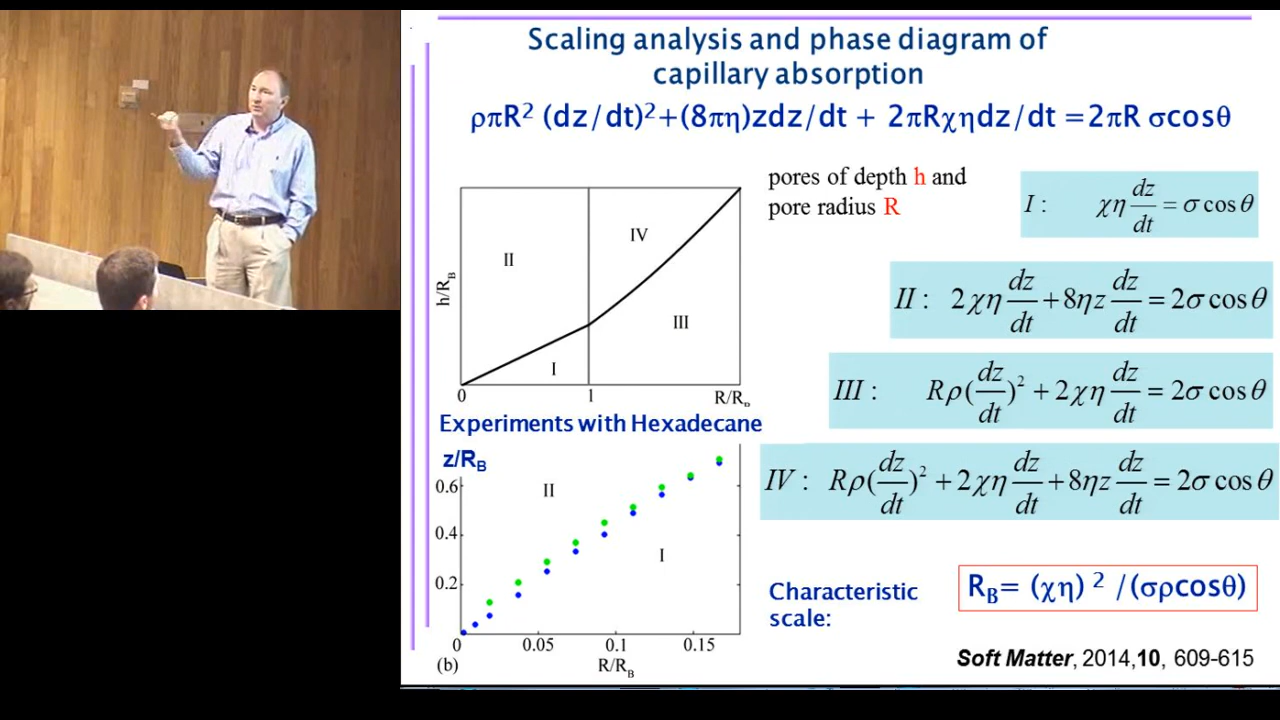 Scaling analysis and phase diagram of
capillary absorption
ρπR² (dz/dt)²+(8πη)zdz/dt + 2πRχηdz/dt =2πR σcosθ
pores of depth h and
pore radius R
I : χη dz/dt = σ cos θ
II : 2χη dz/dt + 8ηz dz/dt = 2σ cos θ
III : Rρ(dz/dt)² + 2χη dz/dt = 2σ cos θ
IV : Rρ(dz/dt)² + 2χη dz/dt + 8ηz dz/dt = 2σ cos θ
h/R_B
II
IV
III
I
0 1 R/R_B
Experiments with Hexadecane
z/R_B
0.6
0.4
0.2
II
I
0 0.05 0.1 0.15
(b) R/R_B
Characteristic
scale:
R_B= (χη) ² /(σρcosθ)
Soft Matter, 2014,10, 609-615